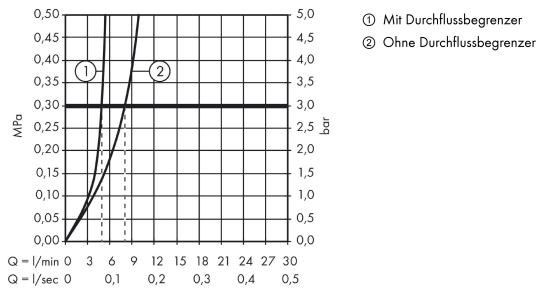 0,50 5,0
0,45 4,5
0,40 4,0
0,35 3,5
0,30 3,0
0,25 2,5
0,20 2,0
0,15 1,5
0,10 1,0
0,05 0,5
0,00 0,0
MPa
bar
1 2
Q = l/min 0 3 6 9 12 15 18 21 24 27 30
Q = l/sec 0 0,1 0,2 0,3 0,4 0,5
① Mit Durchflussbegrenzer
② Ohne Durchflussbegrenzer